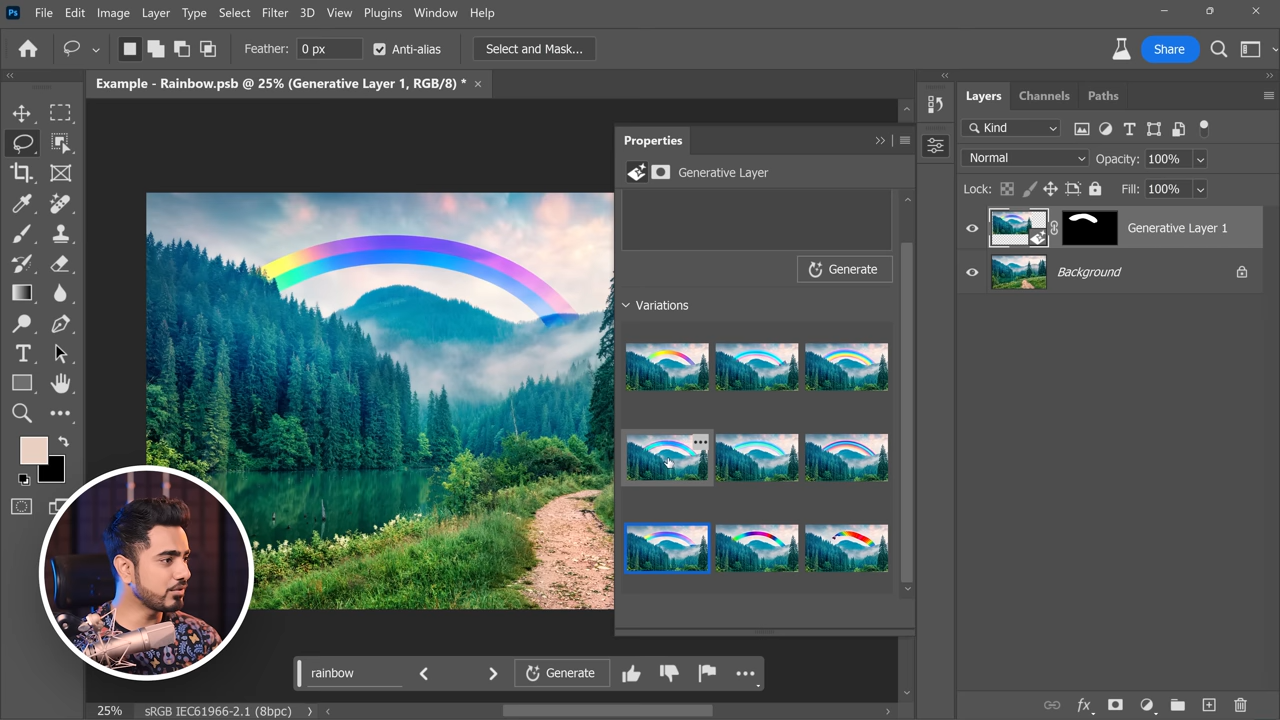 Ps File Edit Image Layer Type Select Filter 3D View Plugins Window Help
Feather: 0 px Anti-alias Select and Mask... Share
Example - Rainbow.psb @ 25% (Generative Layer 1, RGB/8) * ×
Layers Channels Paths
Kind
Normal Opacity: 100%
Lock: Fill: 100%
Generative Layer 1
Background
Properties
Generative Layer
Generate
Variations
rainbow Generate
25% sRGB IEC61966-2.1 (8bpc)